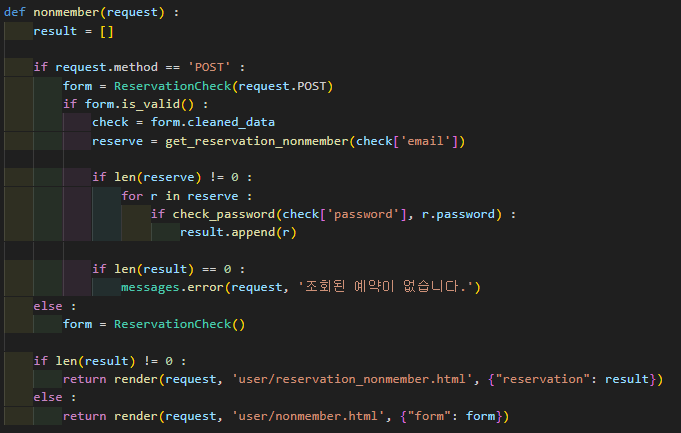 def nonmember(request) :
    result = []

    if request.method == 'POST' :
        form = ReservationCheck(request.POST)
        if form.is_valid() :
            check = form.cleaned_data
            reserve = get_reservation_nonmember(check['email'])

            if len(reserve) != 0 :
                for r in reserve :
                    if check_password(check['password'], r.password) :
                        result.append(r)

            if len(result) == 0 :
                messages.error(request, '조회된 예약이 없습니다.')
    else :
        form = ReservationCheck()

    if len(result) != 0 :
        return render(request, 'user/reservation_nonmember.html', {"reservation": result})
    else :
        return render(request, 'user/nonmember.html', {"form": form})